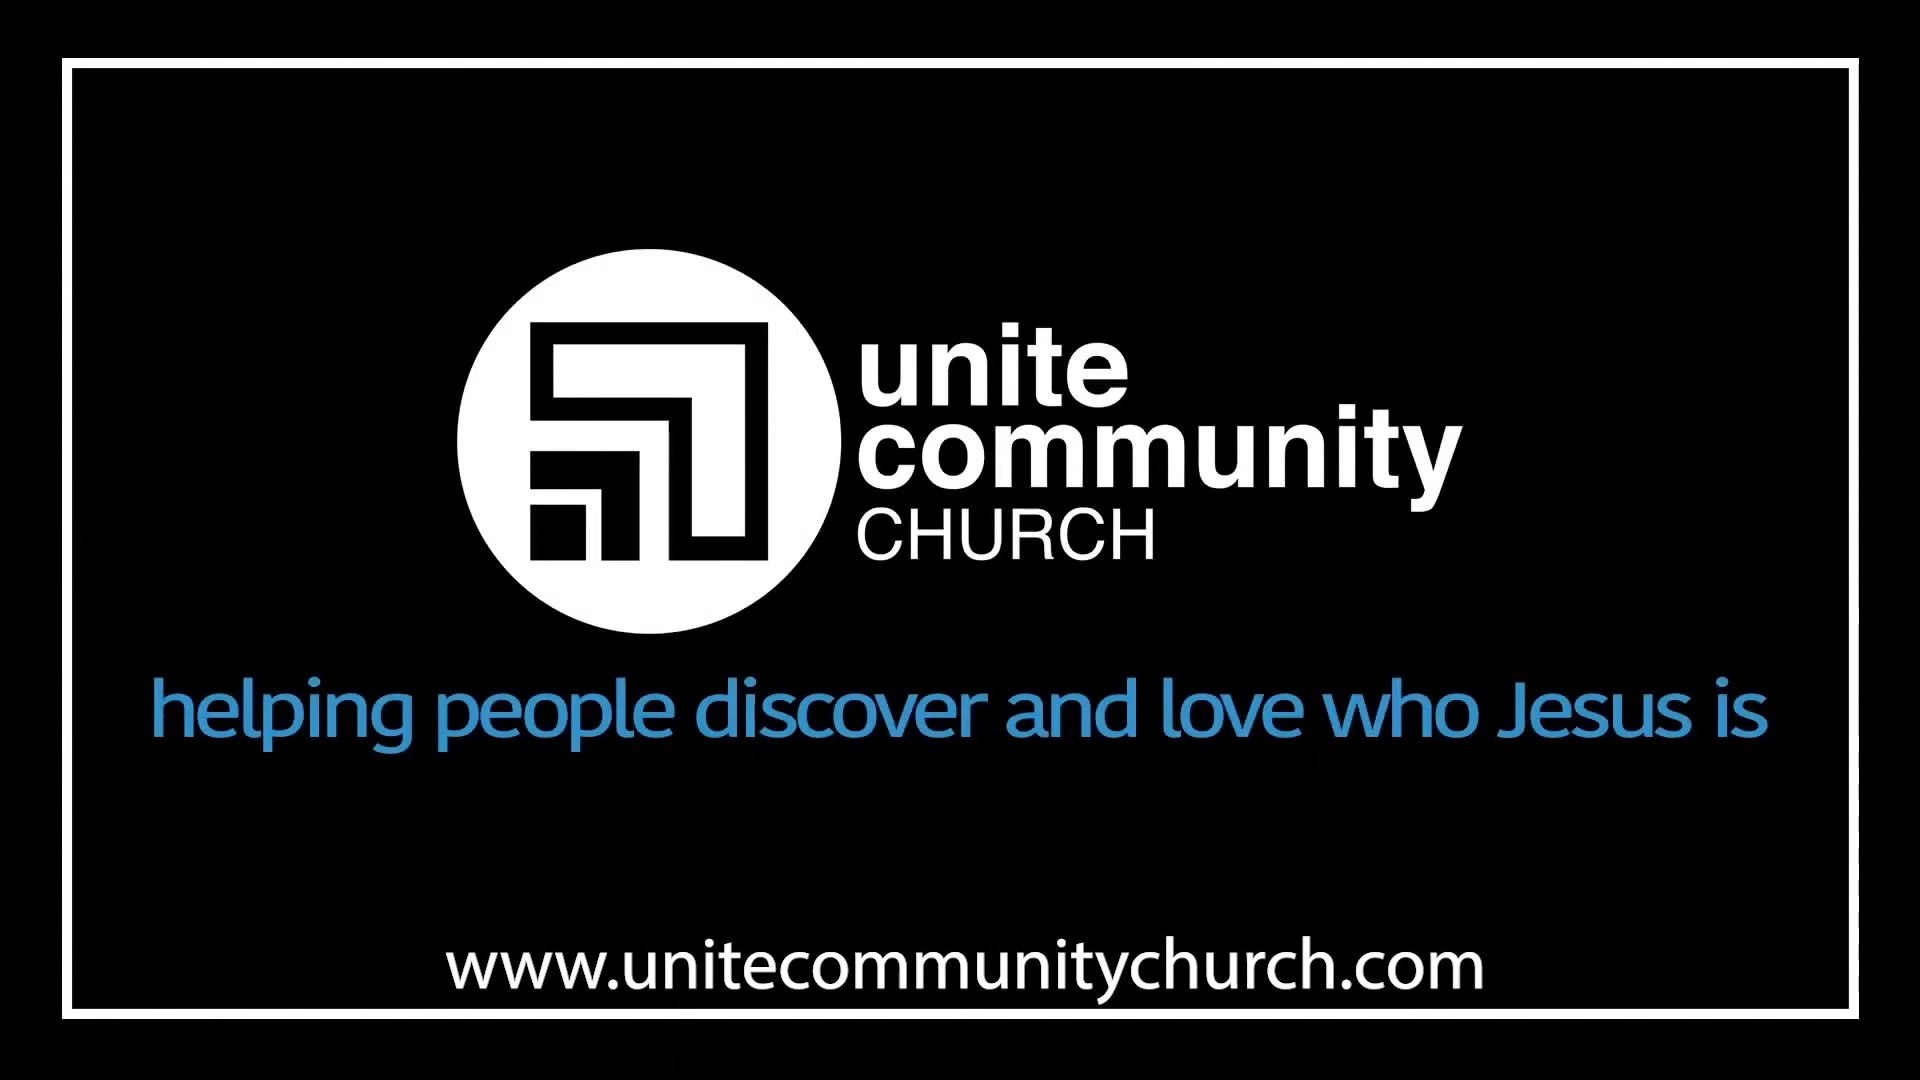 unite
community
CHURCH
helping people discover and love who Jesus is
www.unitecommunitychurch.com